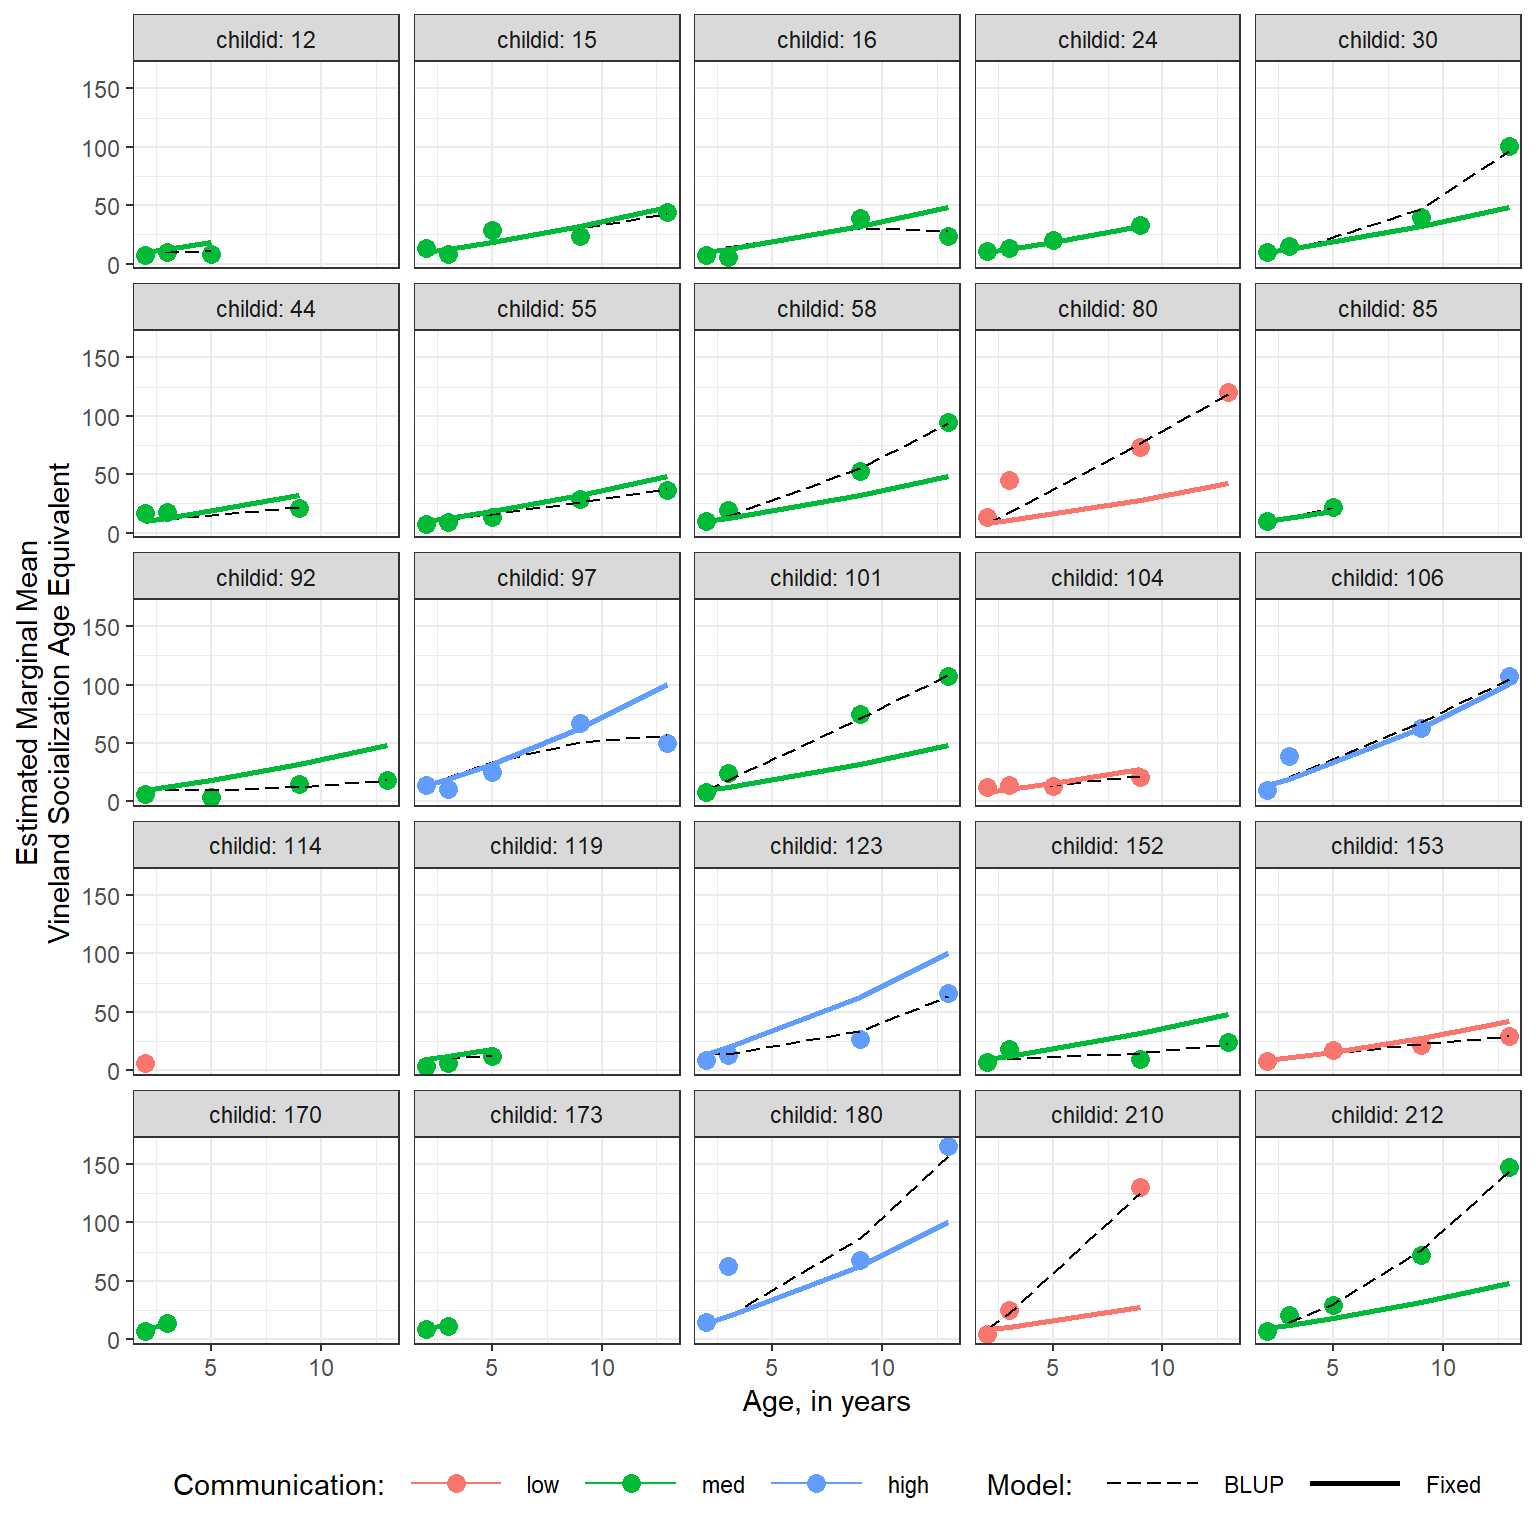 childid: 12
childid: 15
childid: 16
childid: 24
childid: 30
150
100
50
0
childid: 44
childid: 55
childid: 58
childid: 80
childid: 85
150
100
50
0
childid: 92
childid: 97
childid: 101
childid: 104
childid: 106
150
100
50
0
childid: 114
childid: 119
childid: 123
childid: 152
childid: 153
150
100
50
0
childid: 170
childid: 173
childid: 180
childid: 210
childid: 212
150
100
50
0
5 10
5 10
5 10
5 10
5 10
Estimated Marginal Mean
Vineland Socialization Age Equivalent
Age, in years
Communication: low med high Model: BLUP Fixed